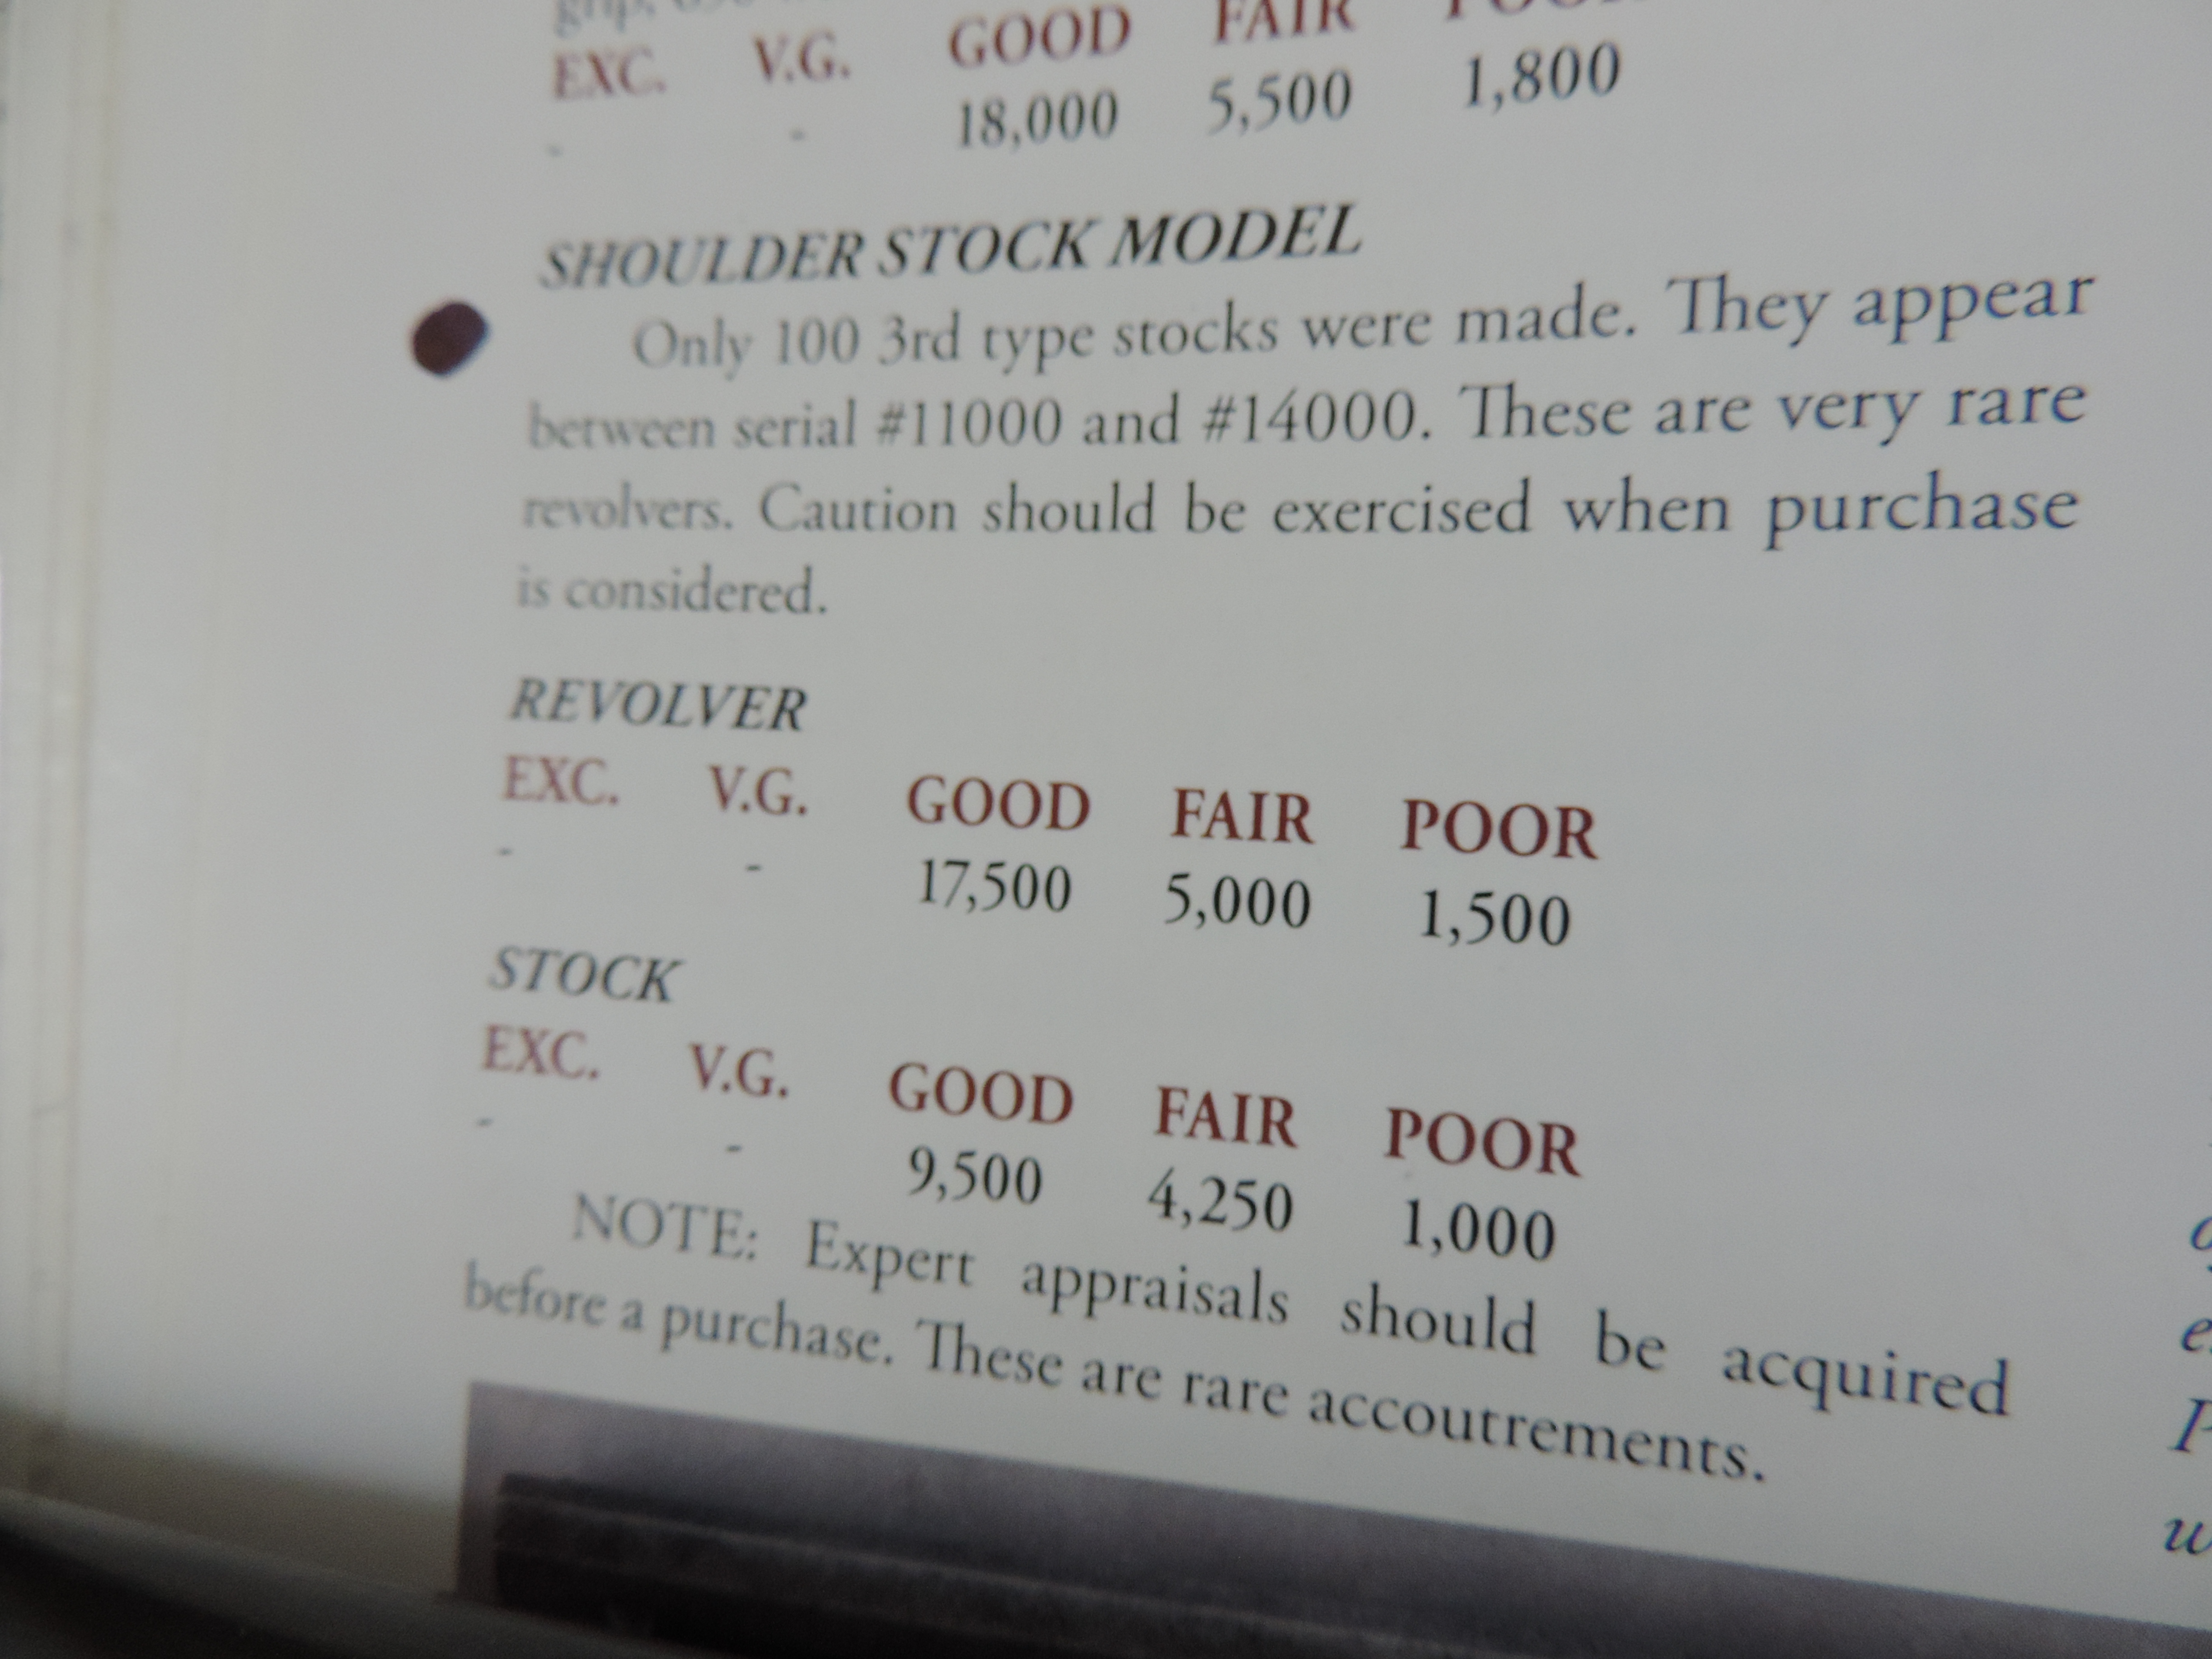 grip,
EXC. V.G. GOOD FAIR POOR
- - 18,000 5,500 1,800
SHOULDER STOCK MODEL
Only 100 3rd type stocks were made. They appear
between serial #11000 and #14000. These are very rare
revolvers. Caution should be exercised when purchase
is considered.
REVOLVER
EXC. V.G. GOOD FAIR POOR
- - 17,500 5,000 1,500
STOCK
EXC. V.G. GOOD FAIR POOR
- - 9,500 4,250 1,000
NOTE: Expert appraisals should be acquired
before a purchase. These are rare accoutrements.